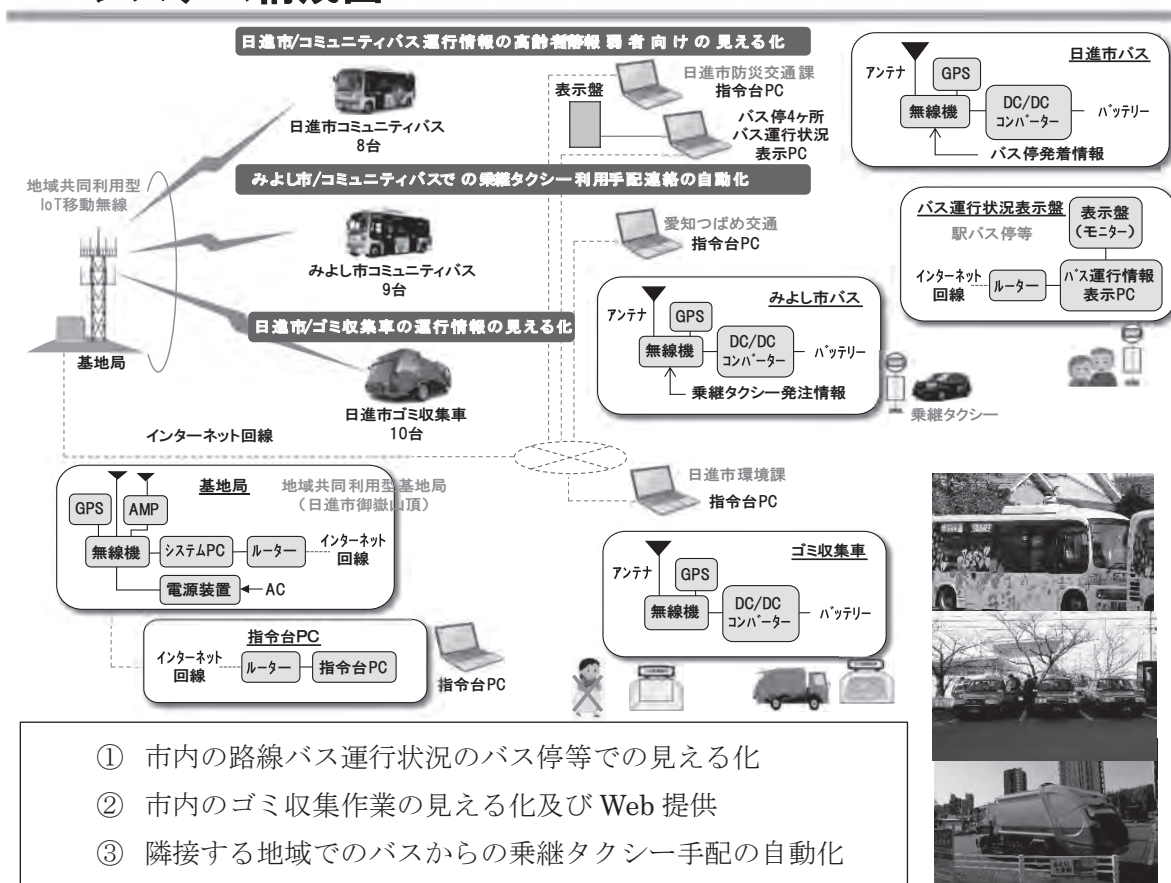 日進市/コミュニティバス運行情報の高齢者等情報弱者向けの見える化
日進市コミュニティバス
8台
表示盤
日進市防災交通課
指令台PC
バス停4ヶ所
バス運行状況
表示PC
地域共同利用型
IoT移動無線
みよし市/コミュニティバスでの乗継タクシー利用手配連絡の自動化
みよし市コミュニティバス
9台
愛知つばめ交通
指令台PC
日進市/ゴミ収集車の運行情報の見える化
基地局
日進市ゴミ収集車
10台
インターネット回線
日進市バス
アンテナ
GPS
無線機
DC/DC
コンバーター
バッテリー
バス停発着情報
バス運行状況表示盤
駅バス停等
表示盤
(モニター)
インターネット
回線
ルーター
バス運行情報
表示PC
みよし市バス
アンテナ
GPS
無線機
DC/DC
コンバーター
バッテリー
乗継タクシー発注情報
乗継タクシー
日進市環境課
指令台PC
基地局
地域共同利用型基地局
(日進市御嶽山頂)
GPS
AMP
無線機
システムPC
ルーター
インターネット
回線
電源装置
AC
指令台PC
インターネット
回線
ルーター
指令台PC
指令台PC
ゴミ収集車
アンテナ
GPS
無線機
DC/DC
コンバーター
バッテリー
① 市内の路線バス運行状況のバス停等での見える化
② 市内のゴミ収集作業の見える化及び Web 提供
③ 隣接する地域でのバスからの乗継タクシー手配の自動化